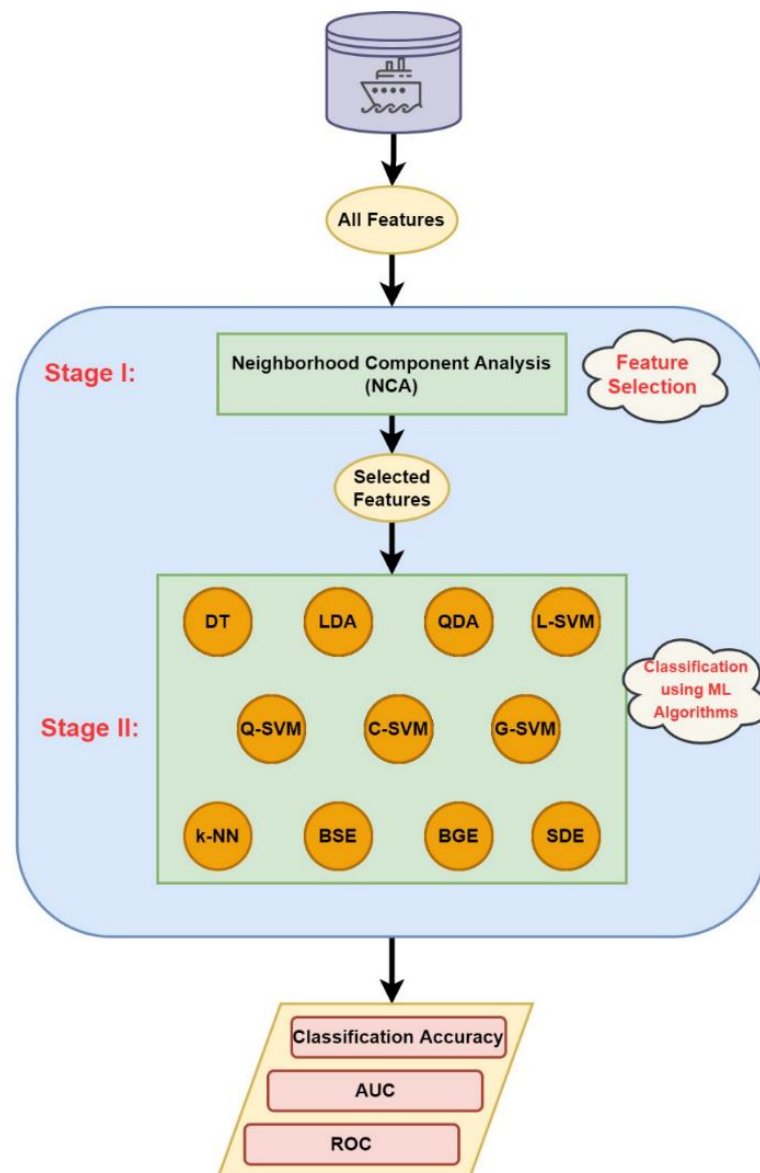 All Features
Stage I:
Neighborhood Component Analysis
(NCA)
Feature
Selection
Selected
Features
DT
LDA
QDA
L-SVM
Classification
using ML
Algorithms
Stage II:
Q-SVM
C-SVM
G-SVM
k-NN
BSE
BGE
SDE
Classification Accuracy
AUC
ROC